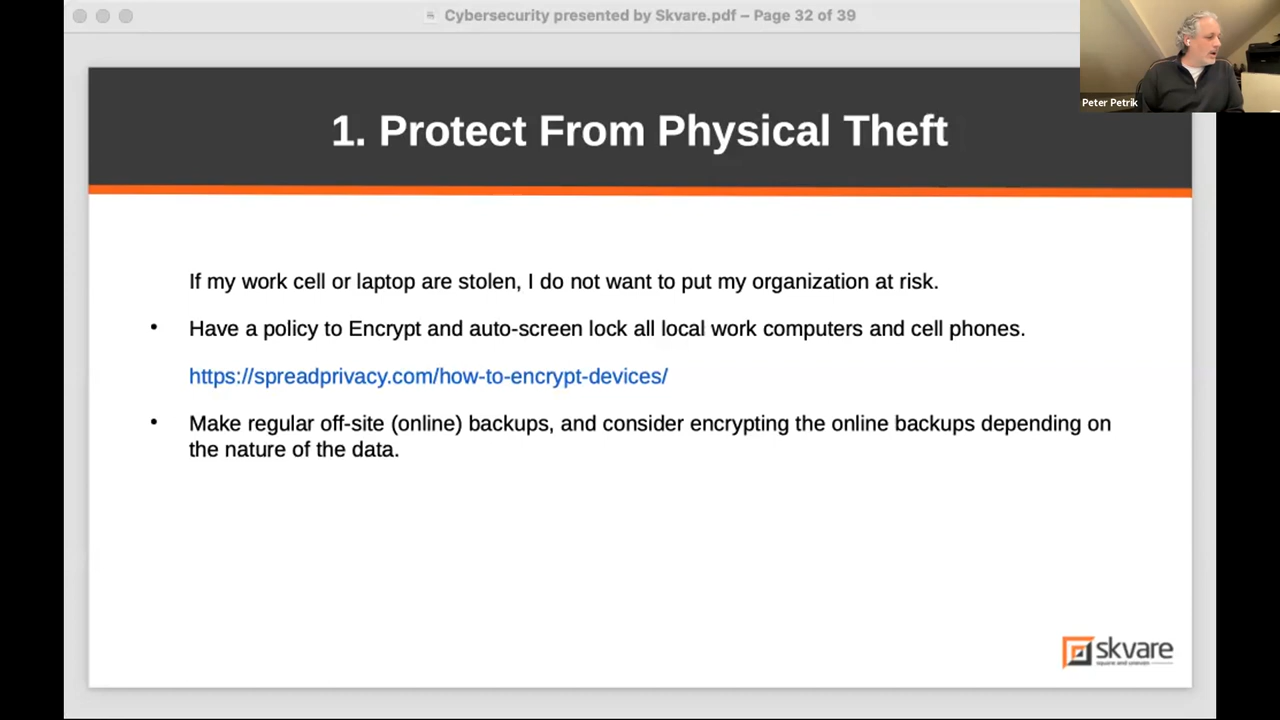 Cybersecurity presented by Skvare.pdf – Page 32 of 39
Peter Petrik
1. Protect From Physical Theft
If my work cell or laptop are stolen, I do not want to put my organization at risk.
• Have a policy to Encrypt and auto-screen lock all local work computers and cell phones.
https://spreadprivacy.com/how-to-encrypt-devices/
• Make regular off-site (online) backups, and consider encrypting the online backups depending on
the nature of the data.
skvare
square and uneven